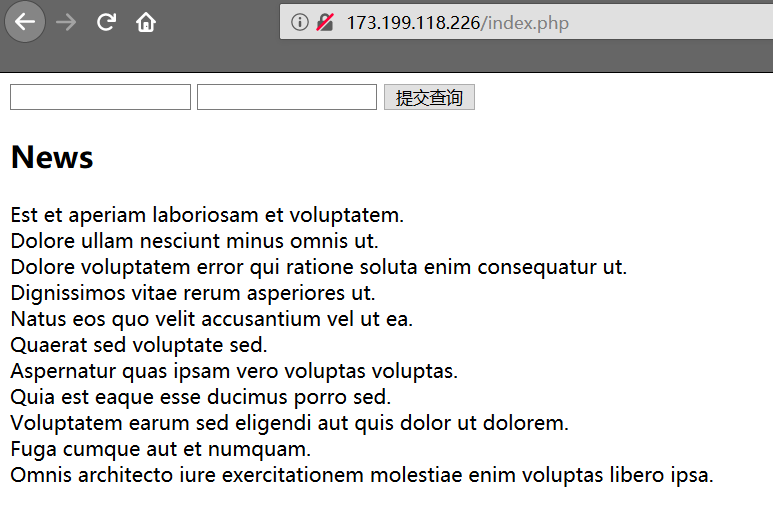 173.199.118.226/index.php
提交查询
News
Est et aperiam laboriosam et voluptatem.
Dolore ullam nesciunt minus omnis ut.
Dolore voluptatem error qui ratione soluta enim consequatur ut.
Dignissimos vitae rerum asperiores ut.
Natus eos quo velit accusantium vel ut ea.
Quaerat sed voluptate sed.
Aspernatur quas ipsam vero voluptas voluptas.
Quia est eaque esse ducimus porro sed.
Voluptatem earum sed eligendi aut quis dolor ut dolorem.
Fuga cumque aut et numquam.
Omnis architecto iure exercitationem molestiae enim voluptas libero ipsa.